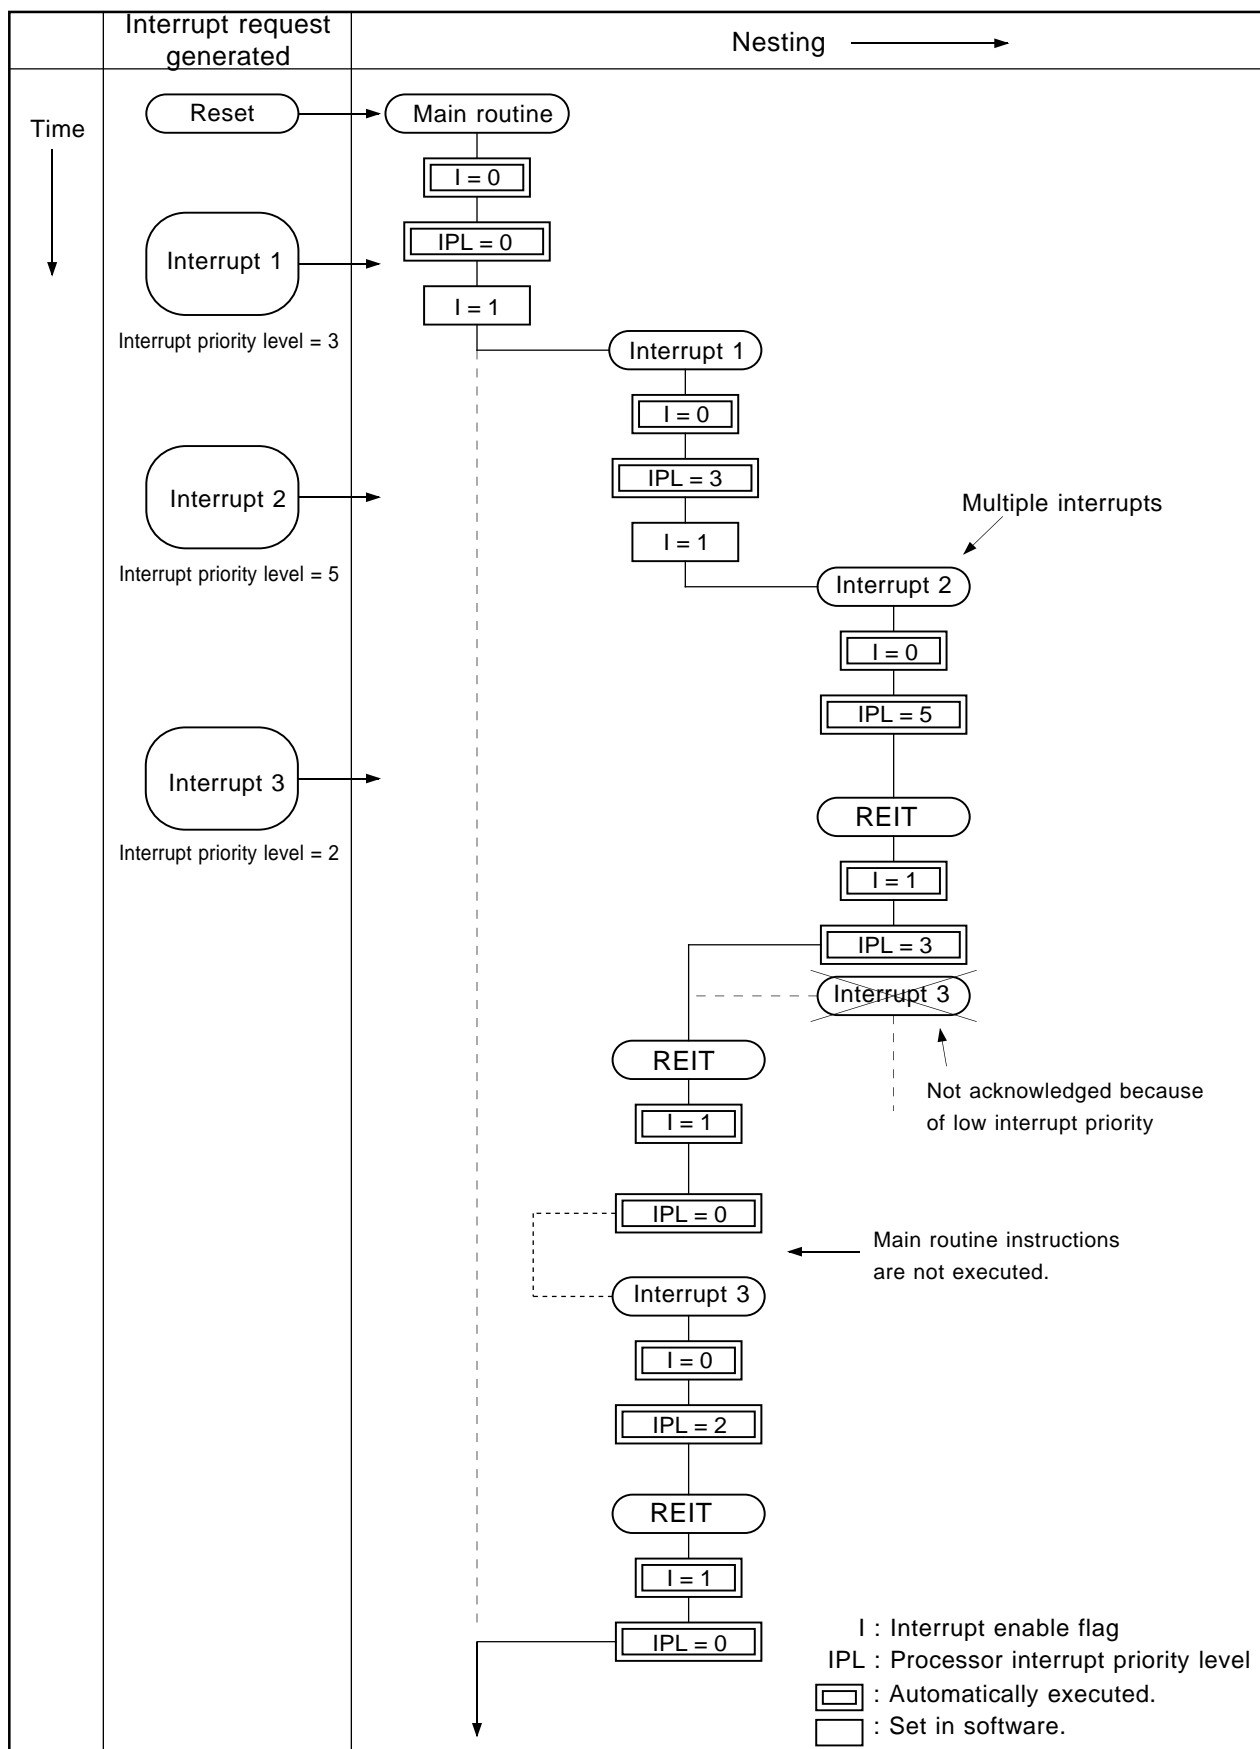 Interrupt request
generated
Nesting
Time
Reset
Main routine
I = 0
IPL = 0
Interrupt 1
I = 1
Interrupt priority level = 3
Interrupt 1
I = 0
IPL = 3
Interrupt 2
Multiple interrupts
I = 1
Interrupt priority level = 5
Interrupt 2
I = 0
IPL = 5
Interrupt 3
REIT
Interrupt priority level = 2
I = 1
IPL = 3
Interrupt 3
REIT
Not acknowledged because
of low interrupt priority
I = 1
IPL = 0
Main routine instructions
are not executed.
Interrupt 3
I = 0
IPL = 2
REIT
I = 1
IPL = 0
I : Interrupt enable flag
IPL : Processor interrupt priority level
: Automatically executed.
: Set in software.